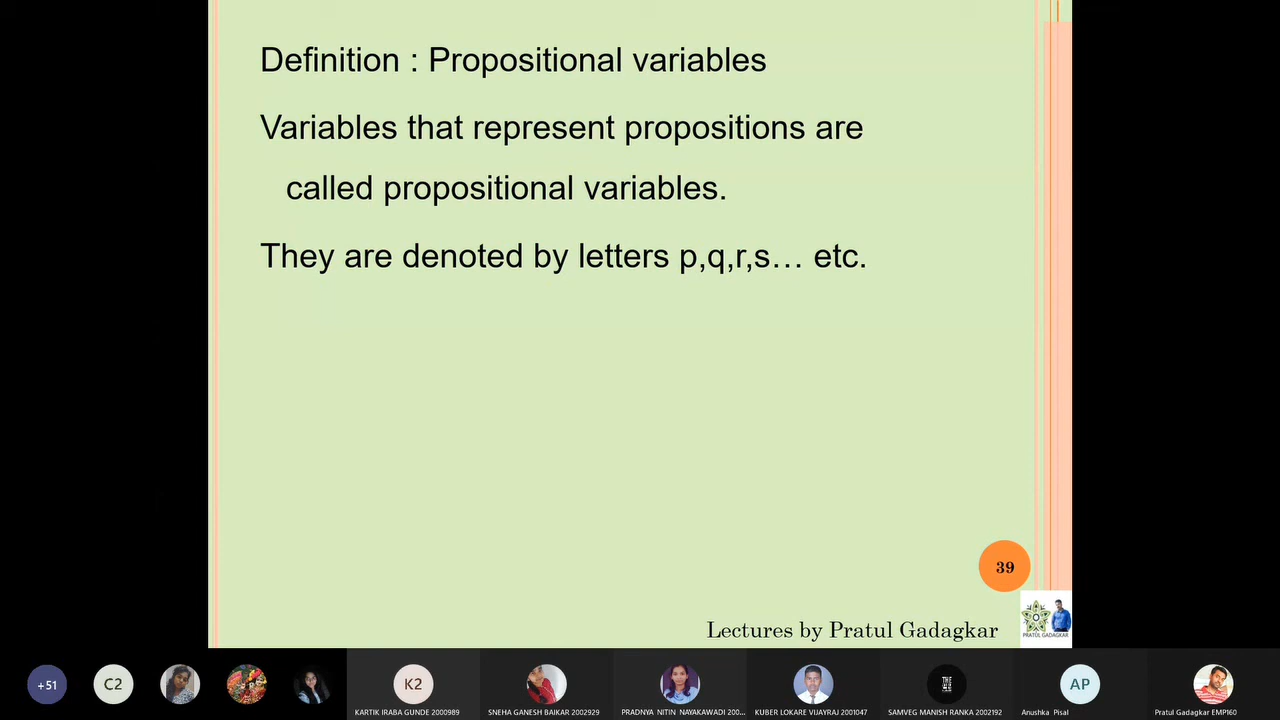 Definition : Propositional variables
Variables that represent propositions are
called propositional variables.
They are denoted by letters p,q,r,s… etc.
39
Lectures by Pratul Gadagkar
PRATUL GADAGKAR
+51
C2
K2
THE
AP
KARTIK IRABA GUNDE 2000989
SNEHA GANESH BAIKAR 2002929
PRADNYA NITIN NAYAKAWADI 200...
KUBER LOKARE VIJAYRAJ 2001047
SAMVEG MANISH RANKA 2002192
Anushka Pisal
Pratul Gadagkar EMP160